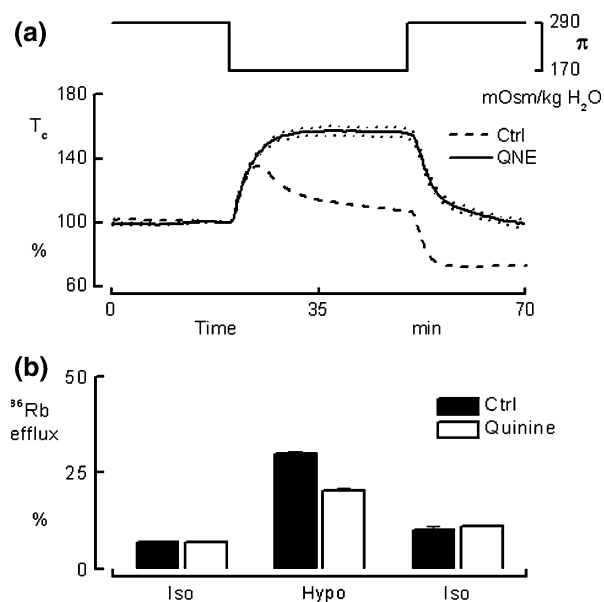 (a)
290
π
170
mOsm/kg H₂O
180
T꜀
140
100
%
60
Ctrl
QNE
0
35
70
Time
min
(b)
50
⁸⁶Rb
efflux
25
%
0
Ctrl
Quinine
Iso
Hypo
Iso